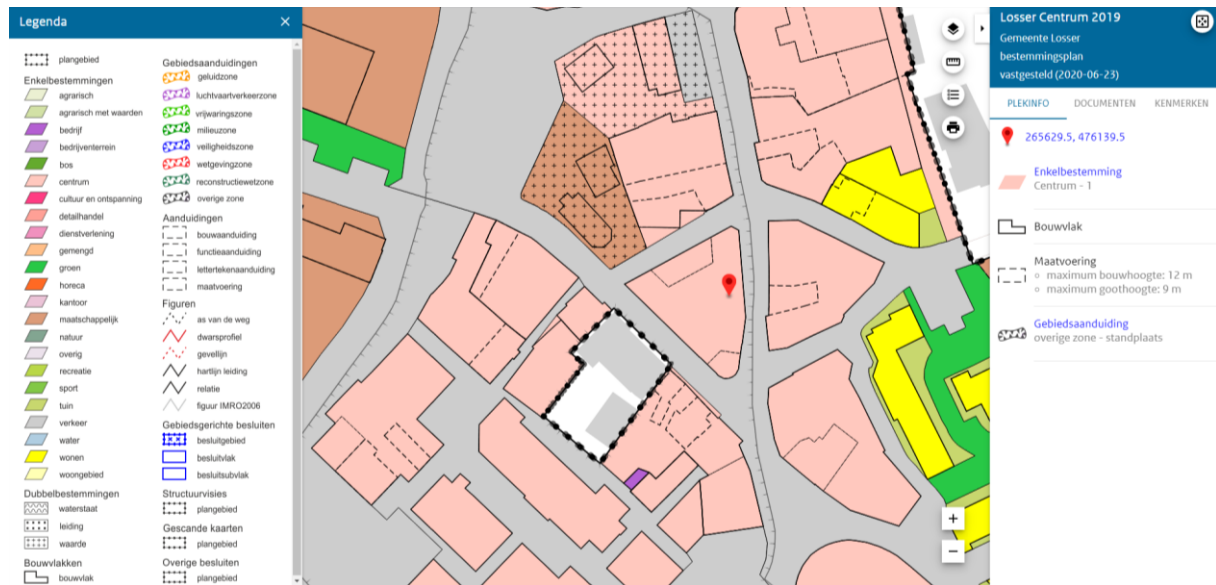 Legenda
×
plangebied
Enkelbestemmingen
agrarisch
agrarisch met waarden
bedrijf
bedrijventerrein
bos
centrum
cultuur en ontspanning
detailhandel
dienstverlening
gemengd
groen
horeca
kantoor
maatschappelijk
natuur
overig
recreatie
sport
tuin
verkeer
water
wonen
woongebied
Dubbelbestemmingen
waterstaat
leiding
waarde
Bouwvlakken
bouwvlak
Gebiedsaanduidingen
geluidzone
luchtvaartverkeerzone
vrijwaringszone
milieuzone
veiligheidszone
wetgevingzone
reconstructiewetzone
overige zone
Aanduidingen
bouwaanduiding
functieaanduiding
lettertekenaanduiding
maatvoering
Figuren
as van de weg
dwarsprofiel
gevellijn
hartlijn leiding
relatie
figuur IMRO2006
Gebiedsgerichte besluiten
besluitgebied
besluitvlak
besluitsubvlak
Structuurvisies
plangebied
Gescande kaarten
plangebied
Overige besluiten
plangebied
+
−
Losser Centrum 2019
Gemeente Losser
bestemmingsplan
vastgesteld (2020-06-23)
PLEKINFO DOCUMENTEN KENMERKEN
265629.5, 476139.5
Enkelbestemming
Centrum - 1
Bouwvlak
Maatvoering
maximum bouwhoogte: 12 m
maximum goothoogte: 9 m
Gebiedsaanduiding
overige zone - standplaats